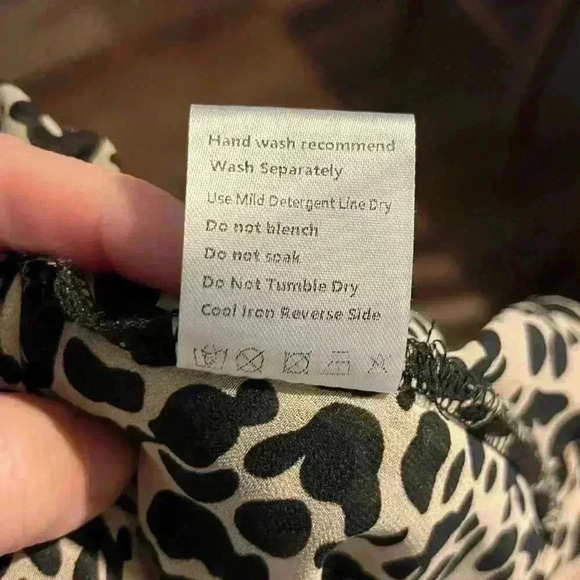 Hand wash recommend
Wash Separately
Use Mild Detergent Line Dry
Do not blench
Do not soak
Do Not Tumble Dry
Cool Iron Reverse Side